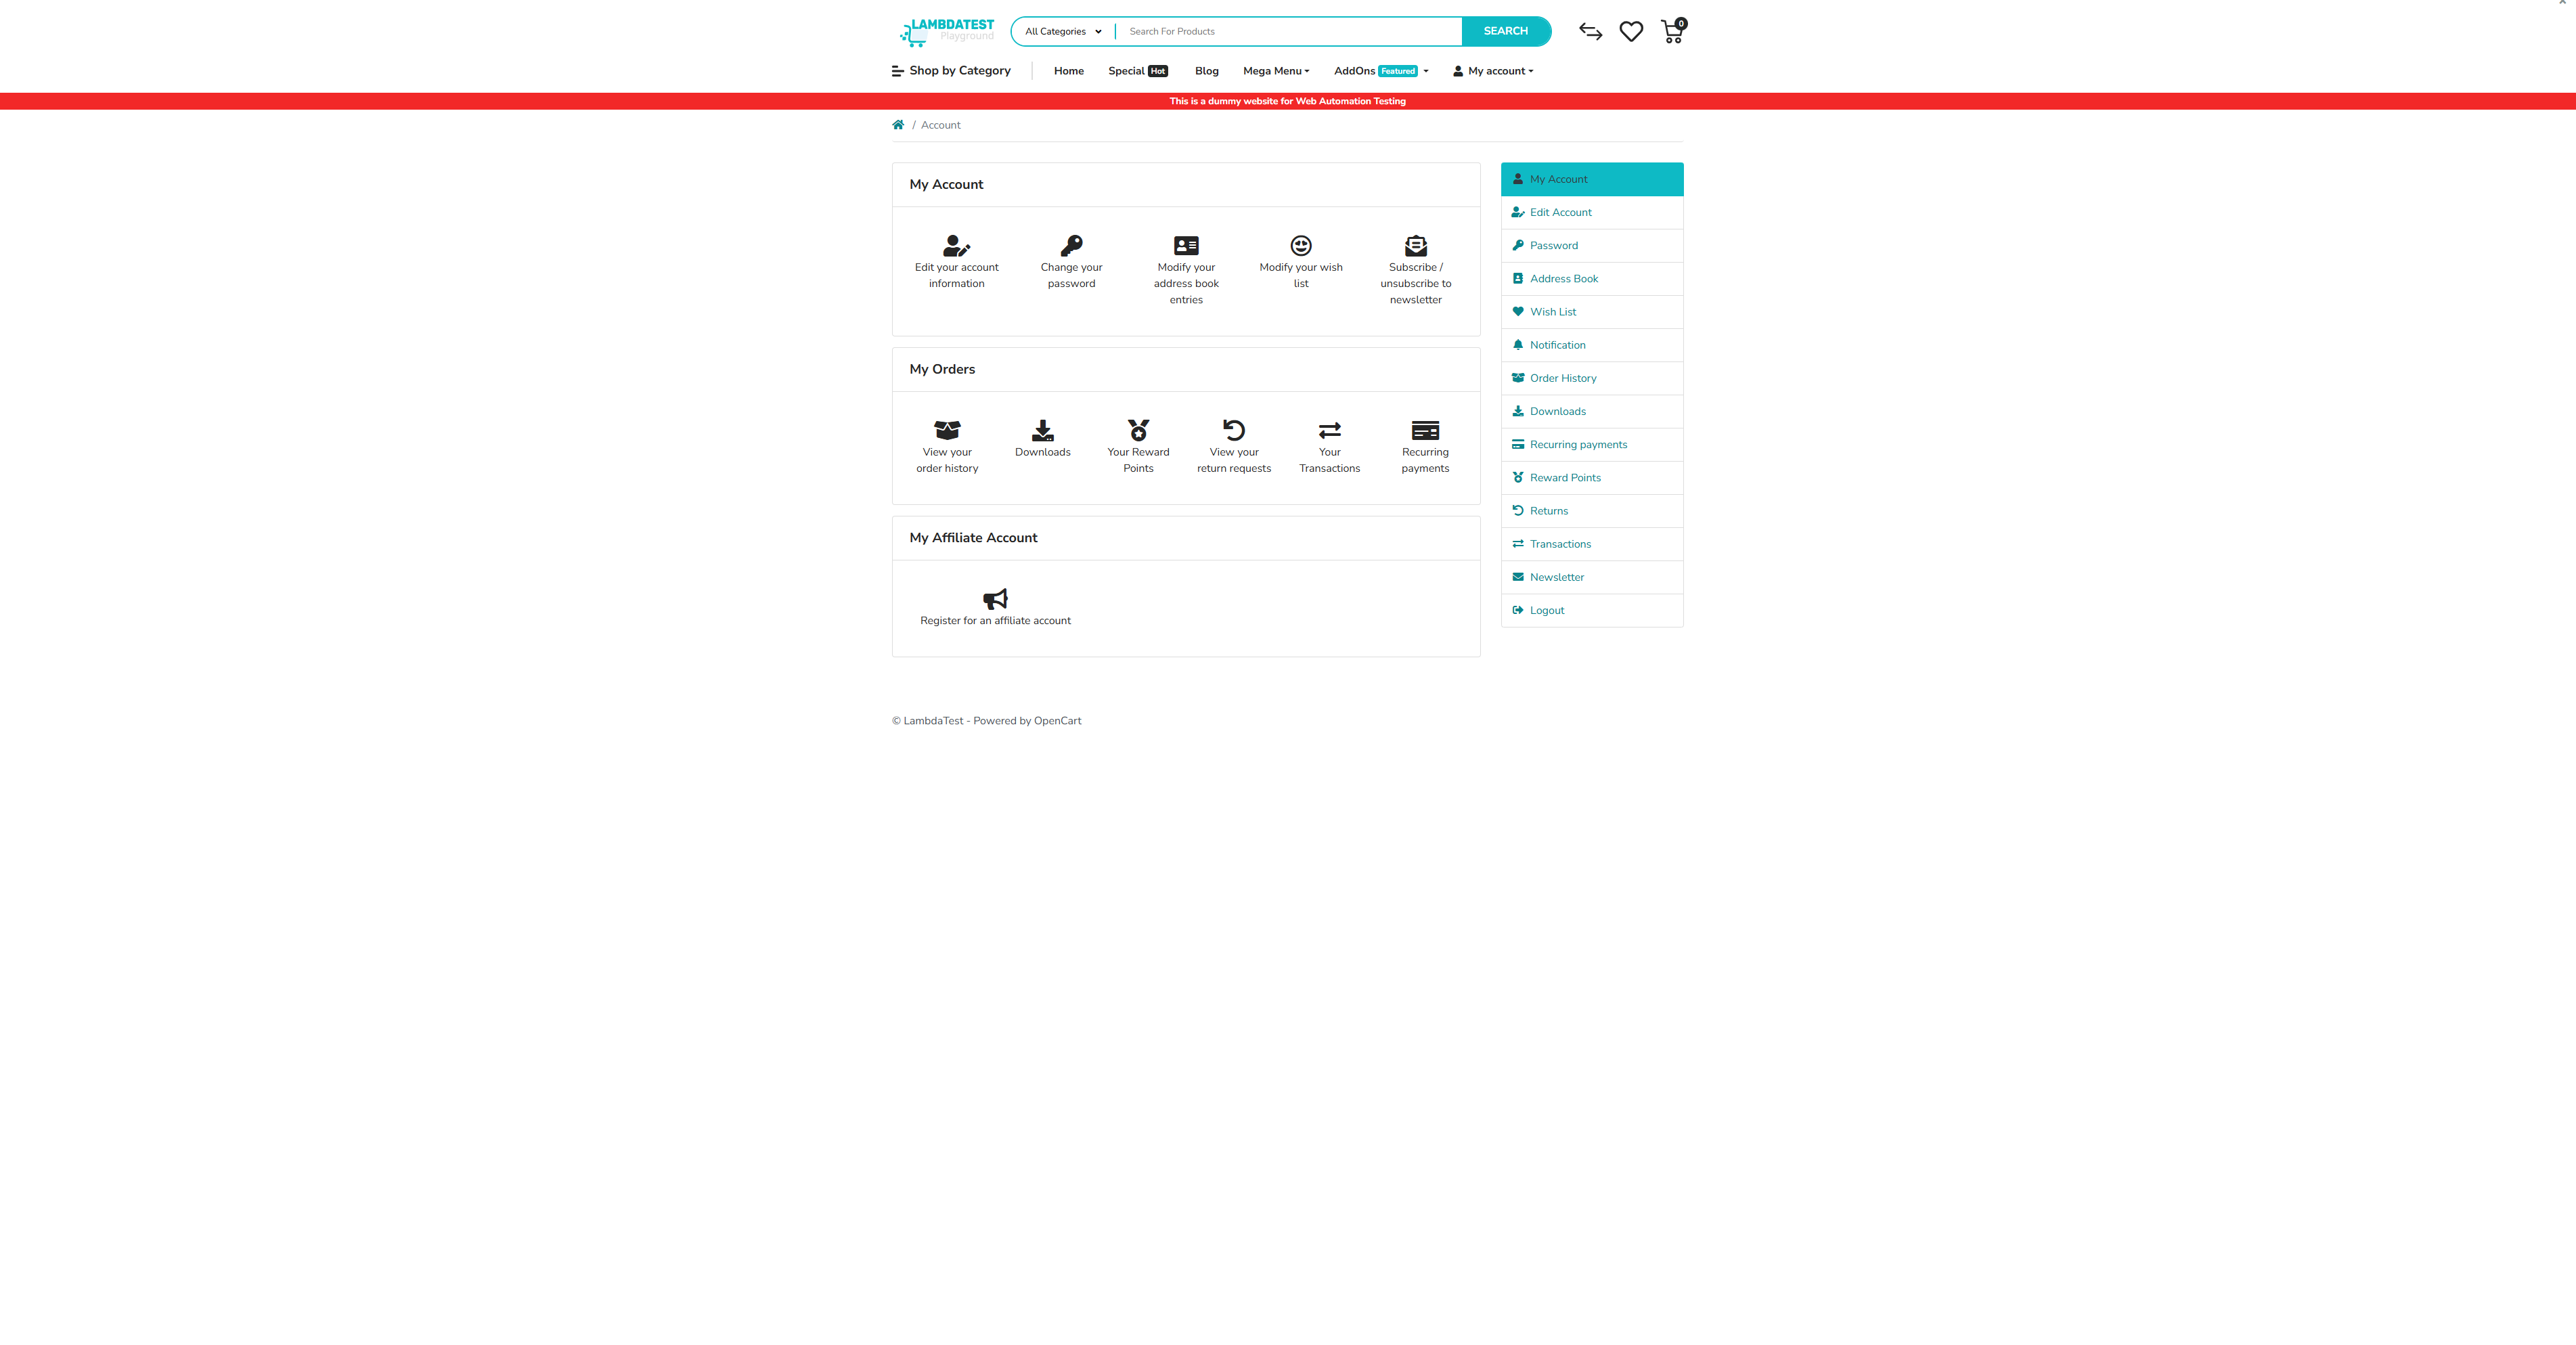 LAMBDATEST
Playground
All Categories
Search For Products
SEARCH
0
Shop by Category
Home
Special Hot
Blog
Mega Menu
AddOns Featured
My account
This is a dummy website for Web Automation Testing
/ Account
My Account
Edit your account
information
Change your
password
Modify your
address book
entries
Modify your wish
list
Subscribe /
unsubscribe to
newsletter
My Orders
View your
order history
Downloads
Your Reward
Points
View your
return requests
Your
Transactions
Recurring
payments
My Affiliate Account
Register for an affiliate account
My Account
Edit Account
Password
Address Book
Wish List
Notification
Order History
Downloads
Recurring payments
Reward Points
Returns
Transactions
Newsletter
Logout
© LambdaTest - Powered by OpenCart